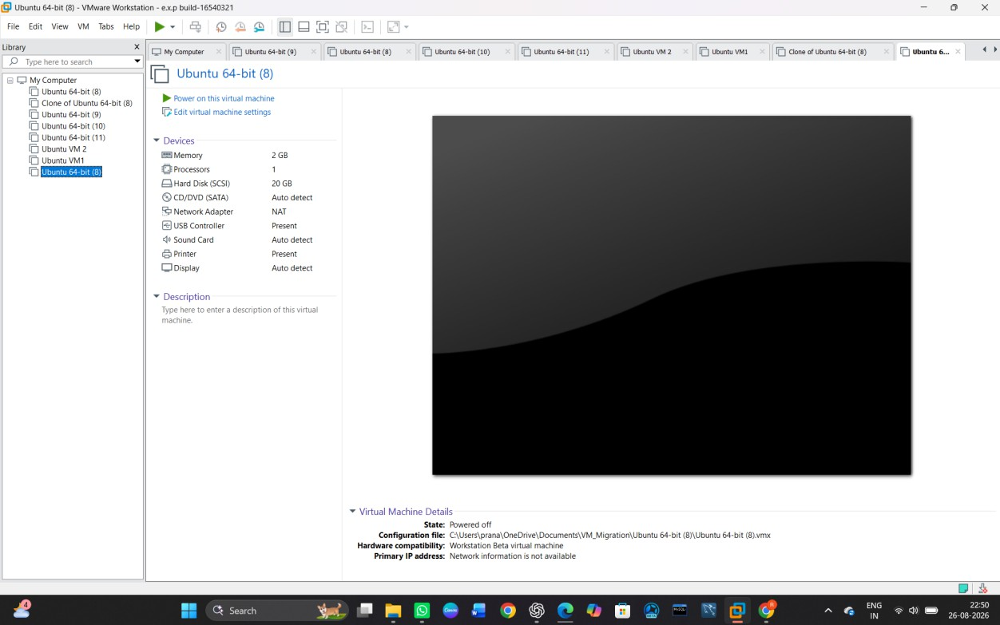 Ubuntu 64-bit (8) - VMware Workstation - e.x.p build-16540321
File Edit View VM Tabs Help
Library
Type here to search
My Computer
Ubuntu 64-bit (8)
Clone of Ubuntu 64-bit (8)
Ubuntu 64-bit (9)
Ubuntu 64-bit (10)
Ubuntu 64-bit (11)
Ubuntu VM 2
Ubuntu VM1
Ubuntu 64-bit (8)
My Computer Ubuntu 64-bit (9) Ubuntu 64-bit (8) Ubuntu 64-bit (10) Ubuntu 64-bit (11) Ubuntu VM 2 Ubuntu VM1 Clone of Ubuntu 64-bit (8) Ubuntu 6...
Ubuntu 64-bit (8)
Power on this virtual machine
Edit virtual machine settings
Devices
Memory 2 GB
Processors 1
Hard Disk (SCSI) 20 GB
CD/DVD (SATA) Auto detect
Network Adapter NAT
USB Controller Present
Sound Card Auto detect
Printer Present
Display Auto detect
Description
Type here to enter a description of this virtual
machine.
Virtual Machine Details
State: Powered off
Configuration file: C:\Users\prana\OneDrive\Documents\VM_Migration\Ubuntu 64-bit (8)\Ubuntu 64-bit (8).vmx
Hardware compatibility: Workstation Beta virtual machine
Primary IP address: Network information is not available
4
Search
Canva
W
BETA
MySQL
R
ENG
IN
22:50
26-08-2026